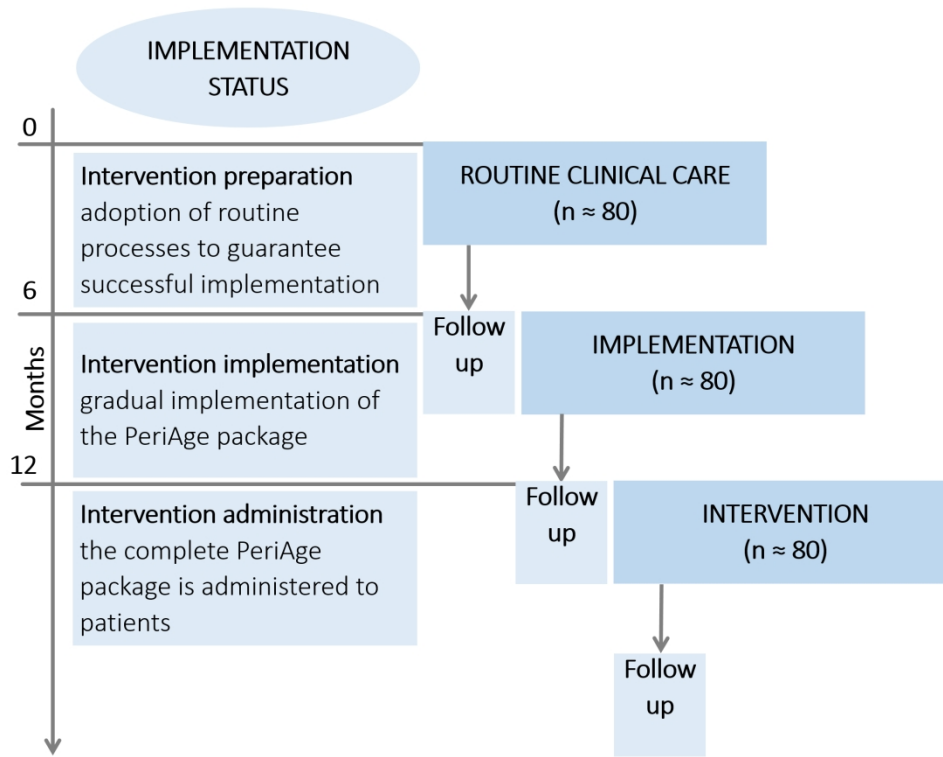 IMPLEMENTATION
STATUS
0
Intervention preparation
adoption of routine
processes to guarantee
successful implementation
ROUTINE CLINICAL CARE
(n ≈ 80)
6
Months
Intervention implementation
gradual implementation of
the PeriAge package
Follow
up
IMPLEMENTATION
(n ≈ 80)
12
Intervention administration
the complete PeriAge
package is administered to
patients
Follow
up
INTERVENTION
(n ≈ 80)
Follow
up